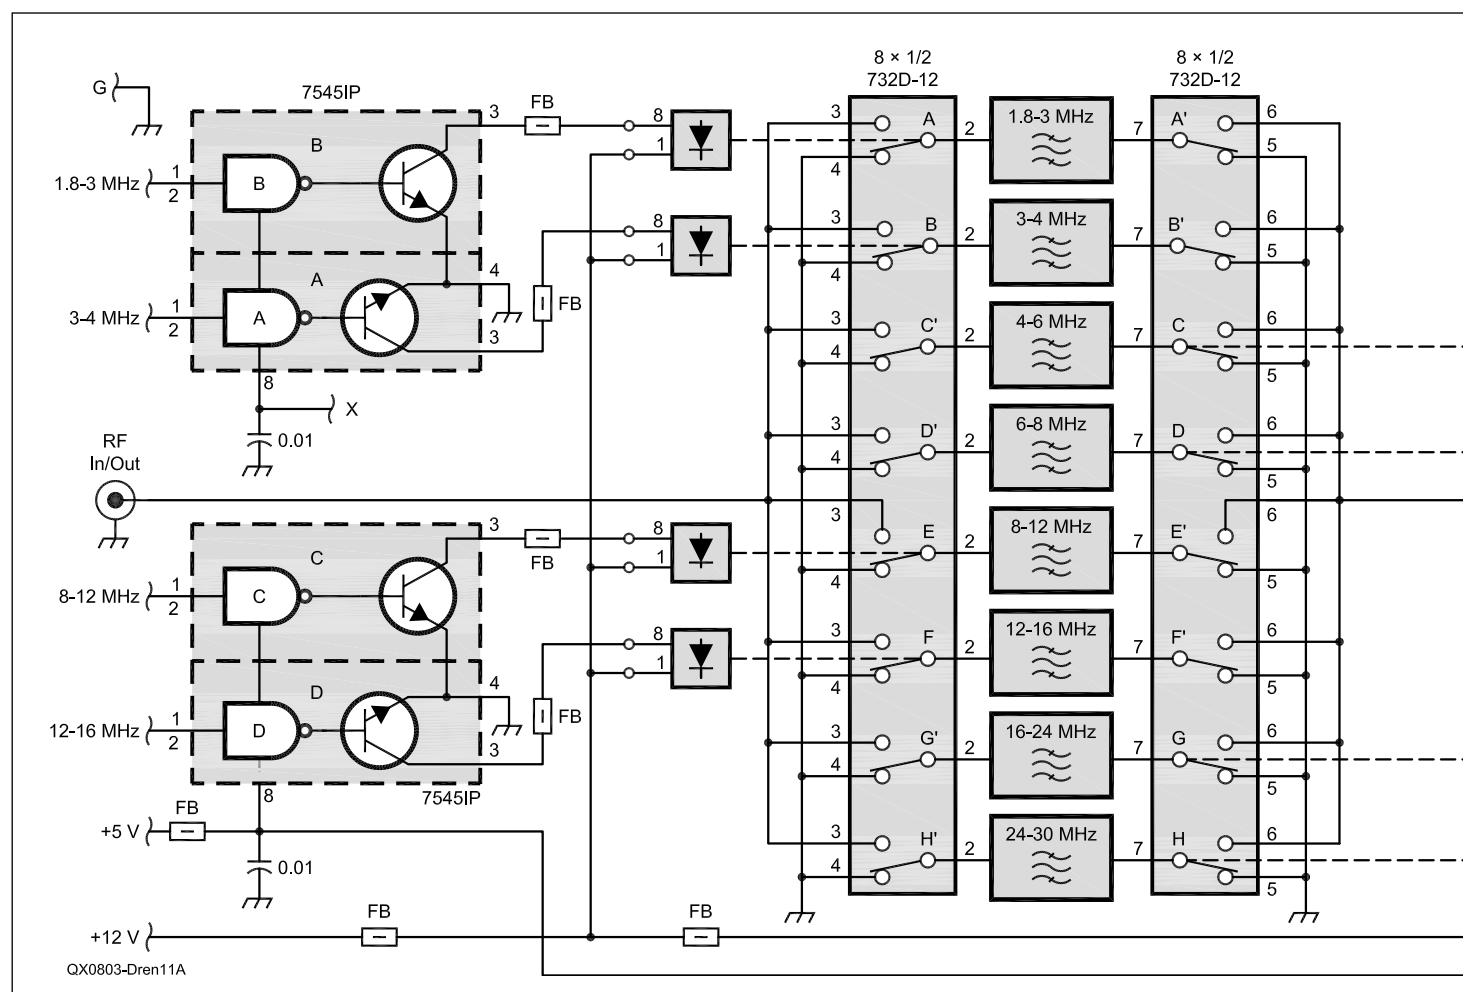 8 × 1/2
732D-12
8 × 1/2
732D-12
G
7545IP
3
FB
8
1
3
A
2
1.8-3 MHz
7
A'
6
5
4
B
1.8-3 MHz
1
2
B
8
1
3
B
2
3-4 MHz
7
B'
6
5
4
A
4
FB
3-4 MHz
1
2
A
3
8
X
0.01
3
C'
2
4-6 MHz
7
C
6
5
4
RF
In/Out
3
D'
2
6-8 MHz
7
D
6
5
4
3
FB
8
1
3
E
2
8-12 MHz
7
E'
6
5
4
C
8-12 MHz
1
2
C
8
1
3
F
2
12-16 MHz
7
F'
6
5
4
D
4
FB
12-16 MHz
1
2
D
3
8
7545IP
3
G'
2
16-24 MHz
7
G
6
5
4
+5 V
FB
0.01
3
H'
2
24-30 MHz
7
H
6
5
4
+12 V
FB
FB
QX0803-Dren11A